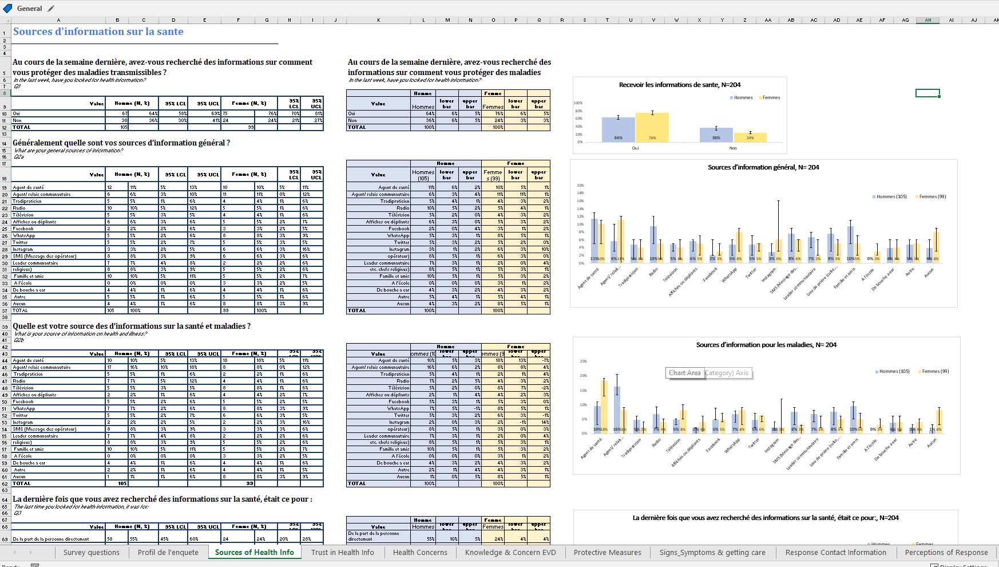 General
Sources d'information sur la sante
Au cours de la semaine dernière, avez-vous recherché des informations sur comment
vous protéger des maladies transmissibles ?
In the last week, have you looked for health information?
Q1
Value Homme (N, %) 95% LCL 95% UCL Femme (N, %) 95% LCL 95% UCL
Oui 67 64% 58% 69% 75 76% 70% 81%
Non 38 36% 30% 41% 24 24% 21% 27%
TOTAL 105 99
Au cours de la semaine dernière, avez-vous recherché des
informations sur comment vous protéger des maladies
In the last week, have you looked for health information?
Homme Femme
Value Hommes lower bar upper bar Femmes lower bar upper bar
Oui 64% 6% 5% 76% 6% 5%
Non 36% 6% 5% 24% 3% 3%
TOTAL 100% 100%
Recevoir les informations de sante, N=204
Hommes Femmes
100%
80%
60%
40%
20%
0%
64% 76% 36% 24%
Oui Non
Généralement quelle sont vos sources d'information général ?
What are your general sources of information?
Q2a
Value Homme (N, %) 95% LCL 95% UCL Femme (N, %) 95% LCL 95% UCL
Agent de santé 12 11% 5% 13% 10 10% 5% 11%
Agent/ relais communautaire 6 6% 3% 10% 11 11% 0% 12%
Tradipraticien 5 5% 1% 6% 4 4% 1% 6%
Radio 10 10% 5% 12% 5 5% 1% 6%
Télévision 5 5% 3% 5% 4 4% 1% 6%
Affiches ou dépliants 6 6% 3% 6% 5 5% 2% 7%
Facebook 2 2% 2% 6% 3 3% 2% 5%
WhatsApp 5 5% 2% 6% 8 8% 3% 9%
Twitter 5 5% 2% 7% 5 5% 3% 5%
Instagram 3 3% 2% 5% 6 6% 3% 16%
SMS (Message des opérateur) 8 8% 3% 9% 6 6% 3% 6%
Leader communautaire 7 7% 4% 8% 2 2% 2% 6%
religieux) 8 8% 3% 9% 5 5% 2% 6%
Famille et amis 10 10% 5% 11% 5 5% 2% 7%
A l'école 0 0% 0% 0% 3 3% 2% 5%
De bouche a ear 4 4% 1% 6% 4 4% 1% 6%
Autre 5 5% 1% 6% 5 5% 1% 6%
Aucun 4 4% 1% 6% 8 8% 3% 9%
TOTAL 105 100% 99 100%
Homme Femme
Value Hommes (105) lower bar upper bar Femmes (99) lower bar upper bar
Agent de santé 11% 6% 2% 10% 5% 1%
Agent/ relais communautaire 6% 3% 4% 11% 11% 1%
Tradipraticien 5% 4% 1% 4% 3% 2%
Radio 10% 5% 2% 5% 4% 1%
Télévision 5% 2% 0% 4% 3% 2%
Affiches ou dépliants 6% 3% 0% 5% 3% 2%
Facebook 2% 0% 4% 3% 1% 2%
WhatsApp 5% 3% 1% 8% 5% 1%
Twitter 5% 3% 2% 5% 2% 0%
Instagram 3% 1% 2% 6% 3% 10%
opérateur) 8% 5% 1% 6% 3% 0%
Leader communautaire 7% 3% 1% 2% 0% 4%
etc. chefs religieux) 8% 5% 1% 5% 3% 1%
Famille et amis 10% 5% 1% 5% 3% 2%
A l'école 0% 0% 0% 3% 1% 2%
De bouche a ear 4% 3% 2% 4% 3% 2%
Autre 5% 4% 1% 5% 4% 1%
Aucun 4% 3% 2% 8% 5% 1%
TOTAL 100% 100%
Sources d'information général, N= 204
Hommes (105) Femmes (99)
20%
18%
16%
14%
12%
10%
8%
6%
4%
2%
0%
Agent de santé Agent/ relab... Tradipraticien Radio Télévision Affiches ou dépliants Facebook WhatsApp Twitter Instagram SMS (Message des... Leader communautaire Lieu de prière (culte,... Famille et amis A l'école De bouche a ear Autre Aucun
Quelle est votre source des d'informations sur la santé et maladies ?
What is your source of information on health and illness?
Q2b
Value Homme (N, %) 95% LCL 95% UCL Femme (N, %)
Agent de santé 10 10% 5% 13% 18 18% 5% 11%
Agent/ relais communautaire 17 16% 10% 18% 8 8% 0% 12%
Tradipraticien 5 5% 1% 6% 2 2% 1% 6%
Radio 7 7% 5% 12% 4 4% 1% 6%
Télévision 5 5% 3% 5% 8 8% 1% 6%
Affiches ou dépliants 2 2% 1% 6% 4 4% 2% 7%
Facebook 5 5% 2% 6% 5 5% 2% 5%
WhatsApp 7 7% 2% 6% 8 8% 3% 9%
Twitter 5 5% 2% 7% 6 6% 3% 5%
Instagram 2 2% 2% 5% 2 2% 3% 16%
SMS (Message des opérateur) 8 8% 3% 9% 3 3% 3% 6%
Leader communautaire 7 7% 4% 8% 2 2% 2% 6%
religieux) 8 8% 3% 9% 5 5% 2% 6%
Famille et amis 10 10% 5% 11% 5 5% 2% 7%
A l'école 0 0% 0% 0% 3 3% 2% 5%
De bouche a ear 4 4% 1% 6% 4 4% 1% 6%
Autre 2 2% 1% 6% 4 4% 1% 5%
Aucun 1 1% 1% 6% 8 8% 3% 9%
TOTAL 105 99
Homme Femme
Value
Agent de santé 10% 5% 3% 18% 13% -7%
Agent/ relais communautaire 16% 6% 2% 8% 8% 4%
Tradipraticien 5% 4% 1% 2% 1% 4%
Radio 7% 2% 5% 4% 3% 2%
Télévision 5% 2% 0% 8% 7% -2%
Affiches ou dépliants 2% 1% 4% 4% 2% 3%
Facebook 5% 3% 1% 5% 3% 0%
WhatsApp 7% 5% -1% 8% 5% 1%
Twitter 5% 3% 2% 6% 3% -1%
Instagram 2% 0% 3% 2% -1% 14%
opérateur) 8% 5% 1% 3% 0% 3%
Leader communautaire 7% 3% 1% 2% 0% 4%
etc. chefs religieux) 8% 5% 1% 5% 3% 1%
Famille et amis 10% 5% 1% 5% 3% 2%
A l'école 0% 0% 0% 3% 1% 2%
De bouche a ear 4% 3% 2% 4% 3% 2%
Autre 2% 1% 4% 4% 3% 1%
Aucun 1% 0% 5% 8% 5% 1%
TOTAL 100% 100%
Sources d'information pour les maladies, N= 204
Chart Area (Category) Axis
Hommes (105) Femmes (99)
25%
20%
15%
10%
5%
0%
Agent de santé Agent/ relab... Tradipraticien Radio Télévision Affiches ou dépliants Facebook WhatsApp Twitter Instagram SMS (Message des... Leader communautaire Lieu de prière (culte,... Famille et amis A l'école De bouche a ear Autre Aucun
La dernière fois que vous avez recherché des informations sur la santé, était ce pour :
The last time you looked for health information, it was for:
Q3
Value Homme (N, %) 95% LCL 95% UCL Femme (N, %)
De la part de la personne directement 58 55% 45% 60% 24 24% 20% 28%
Homme Femme
Value Hommes lower upper Femmes lower upper
De la part de la personne
directement 55% 10% 5% 24% 4% 4%
La dernière fois que vous avez recherché des informations sur la santé, était ce pour:, N=204
Hommes Femmes
Survey questions Profil de l'enquete Sources of Health Info Trust in Health Info Health Concerns Knowledge & Concern EVD Protective Measures Signs_Symptoms & getting care Response Contact Information Perceptions of Response
Ready Display Settings